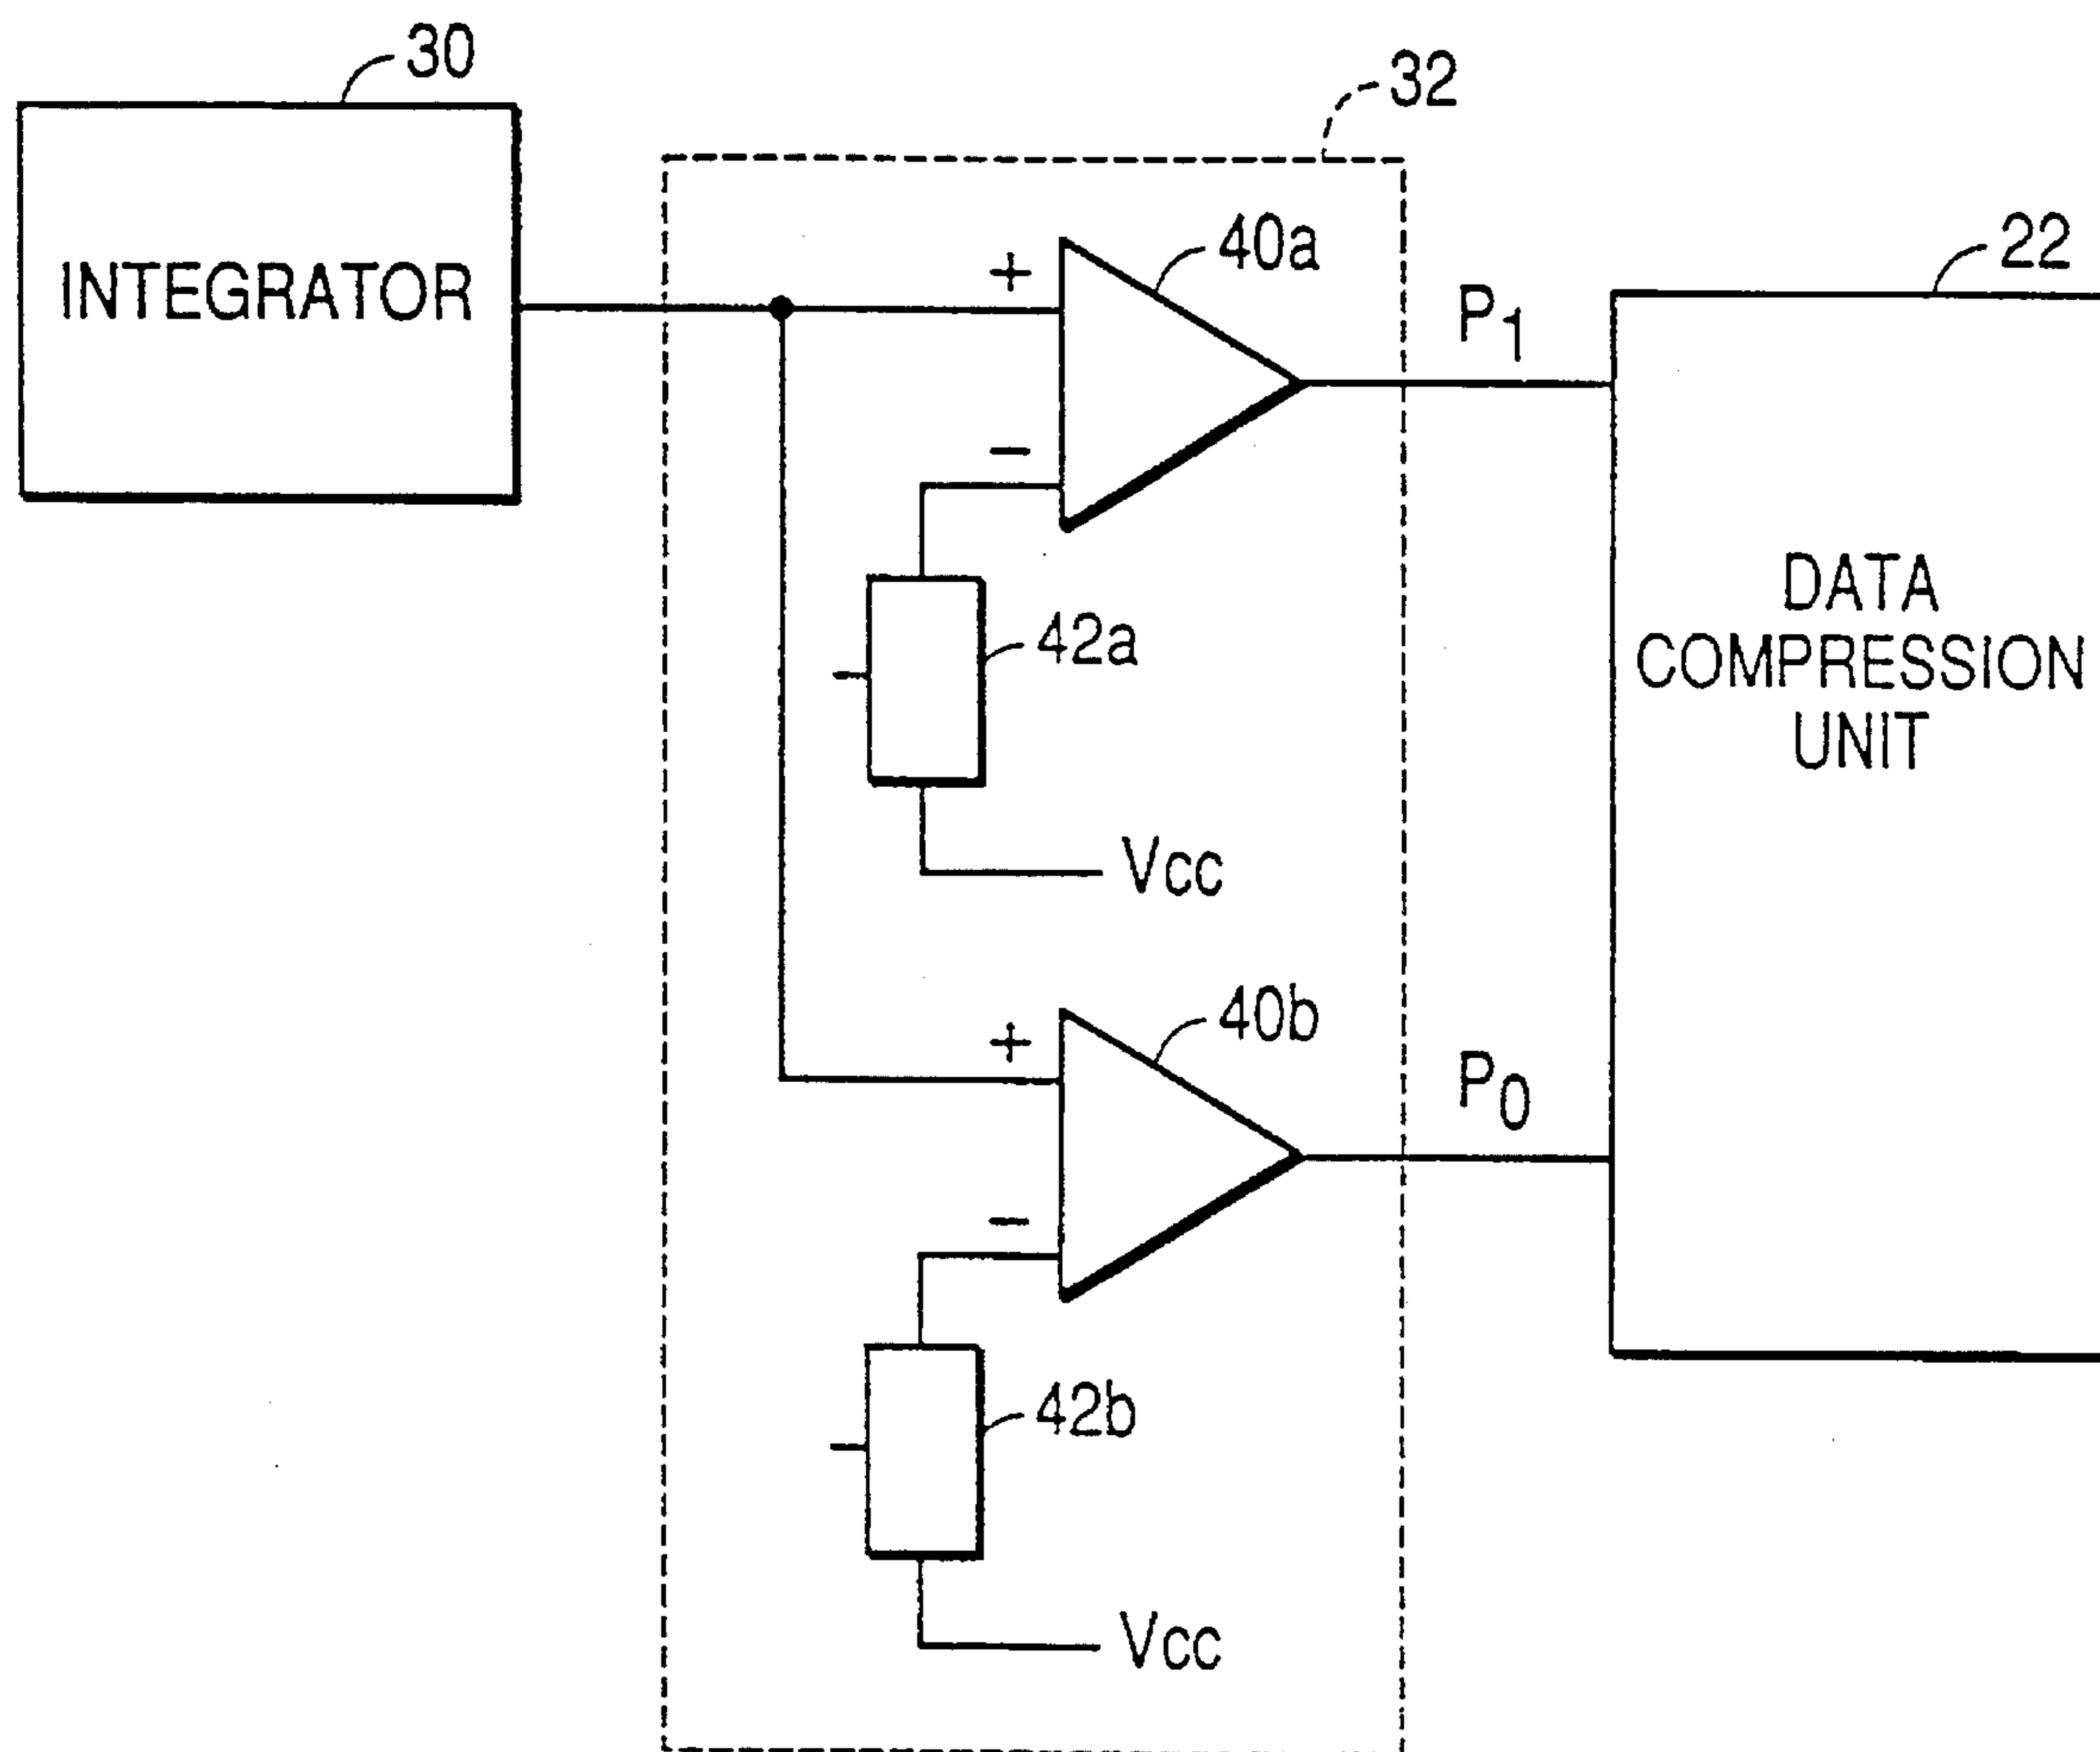 30
32
INTEGRATOR
+
40a
22
P1
−
DATA
COMPRESSION
UNIT
42a
Vcc
+
40b
P0
−
42b
Vcc